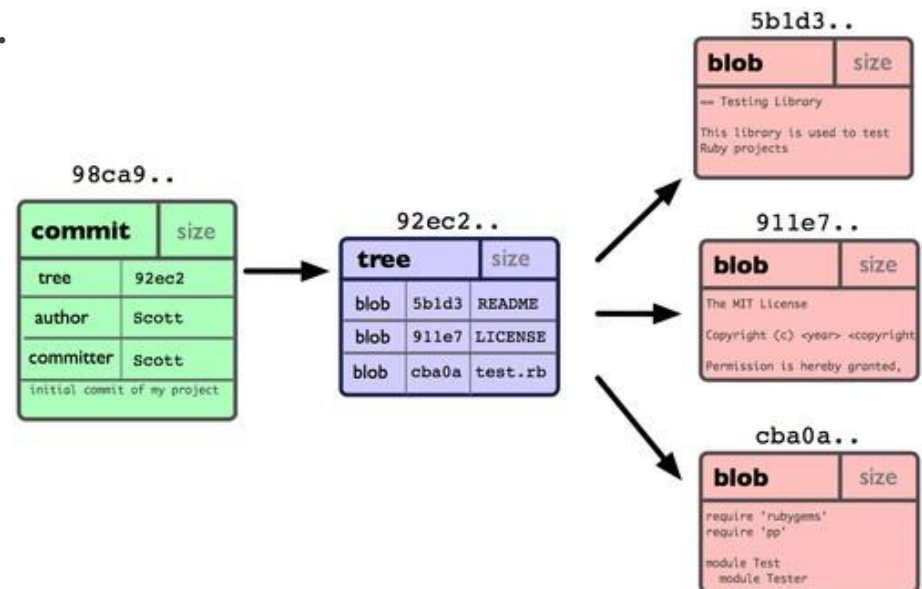 98ca9..
commit size
tree 92ec2
author Scott
committer Scott
initial commit of my project
92ec2..
tree size
blob 5b1d3 README
blob 911e7 LICENSE
blob cba0a test.rb
5b1d3..
blob size
== Testing Library
This library is used to test
Ruby projects
911e7..
blob size
The MIT License
Copyright (c) <year> <copyright
Permission is hereby granted,
cba0a..
blob size
require 'rubygems'
require 'pp'
module Test
module Tester